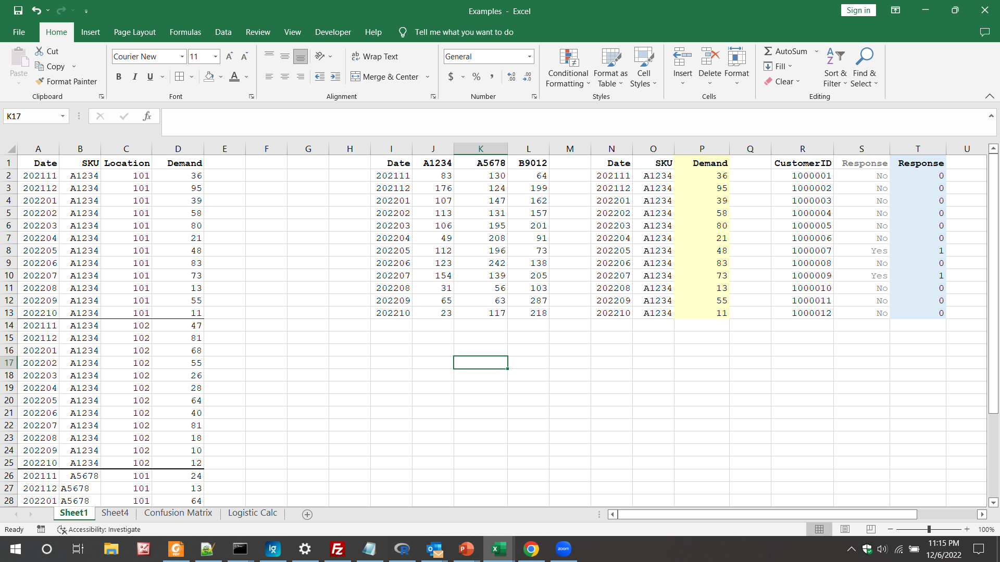 Examples - Excel
Sign in
File Home Insert Page Layout Formulas Data Review View Developer Help Tell me what you want to do
Paste
Cut
Copy
Format Painter
Clipboard
Courier New 11
B I U
Font
Wrap Text
Merge & Center
Alignment
General
$ % ,
Number
Conditional Formatting
Format as Table
Cell Styles
Styles
Insert
Delete
Format
Cells
AutoSum
Fill
Clear
Sort & Filter
Find & Select
Editing
K17
fx
A B C D E F G H I J K L M N O P Q R S T U
1 Date SKU Location Demand Date A1234 A5678 B9012 Date SKU Demand CustomerID Response Response
2 202111 A1234 101 36 202111 83 130 64 202111 A1234 36 1000001 No 0
3 202112 A1234 101 95 202112 176 124 199 202112 A1234 95 1000002 No 0
4 202201 A1234 101 39 202201 107 147 162 202201 A1234 39 1000003 No 0
5 202202 A1234 101 58 202202 113 131 157 202202 A1234 58 1000004 No 0
6 202203 A1234 101 80 202203 106 195 201 202203 A1234 80 1000005 No 0
7 202204 A1234 101 21 202204 49 208 91 202204 A1234 21 1000006 No 0
8 202205 A1234 101 48 202205 112 196 73 202205 A1234 48 1000007 Yes 1
9 202206 A1234 101 83 202206 123 242 138 202206 A1234 83 1000008 No 0
10 202207 A1234 101 73 202207 154 139 205 202207 A1234 73 1000009 Yes 1
11 202208 A1234 101 13 202208 31 56 103 202208 A1234 13 1000010 No 0
12 202209 A1234 101 55 202209 65 63 287 202209 A1234 55 1000011 No 0
13 202210 A1234 101 11 202210 23 117 218 202210 A1234 11 1000012 No 0
14 202111 A1234 102 47
15 202112 A1234 102 81
16 202201 A1234 102 68
17 202202 A1234 102 55
18 202203 A1234 102 26
19 202204 A1234 102 28
20 202205 A1234 102 64
21 202206 A1234 102 40
22 202207 A1234 102 81
23 202208 A1234 102 18
24 202209 A1234 102 10
25 202210 A1234 102 12
26 202111 A5678 101 24
27 202112 A5678 101 13
28 202201 A5678 101 64
Sheet1 Sheet4 Confusion Matrix Logistic Calc
Ready Accessibility: Investigate 100%
11:15 PM
12/6/2022